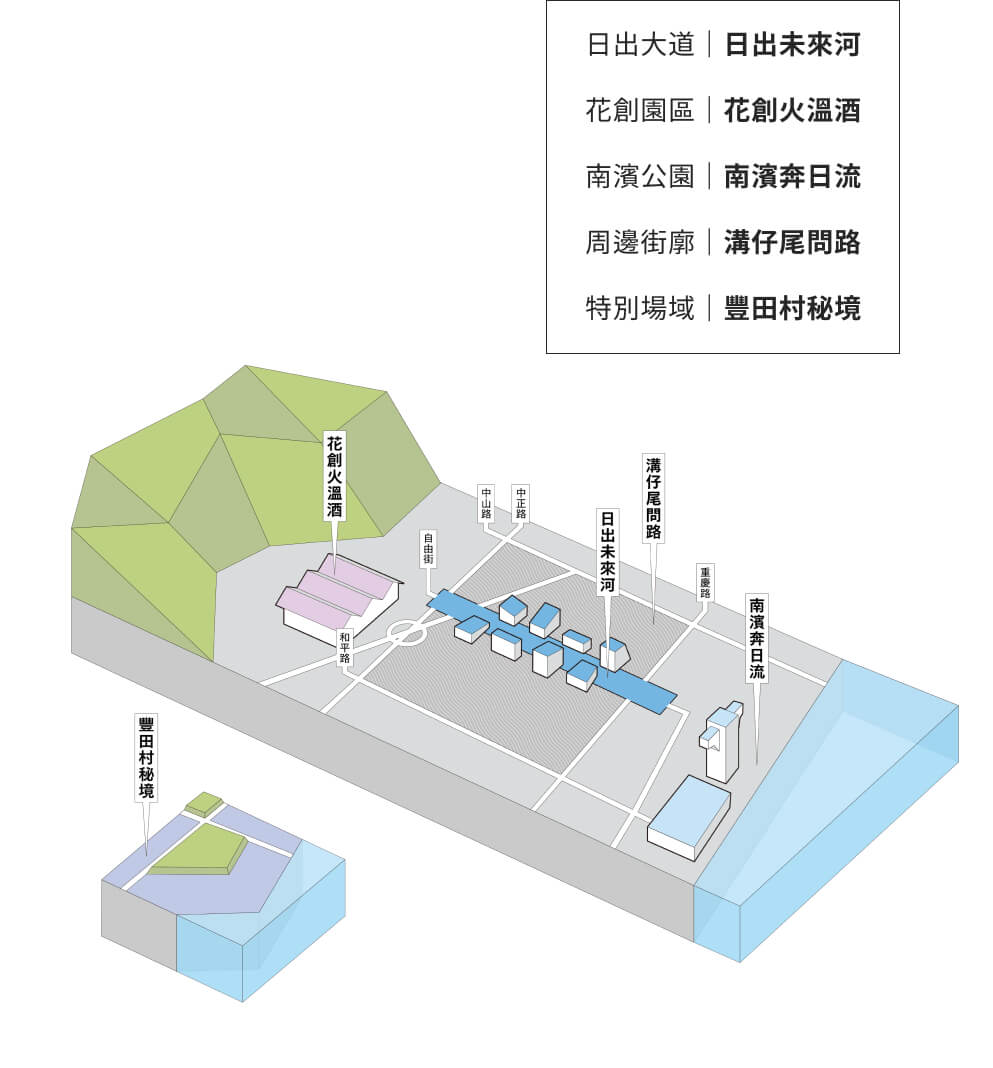 日出大道｜日出未來河
花創園區｜花創火溫酒
南濱公園｜南濱奔日流
周邊街廓｜溝仔尾問路
特別場域｜豐田村秘境
花創火溫酒
溝仔尾問路
中山路
中正路
日出未來河
自由街
重慶路
南濱奔日流
和平路
豐田村秘境